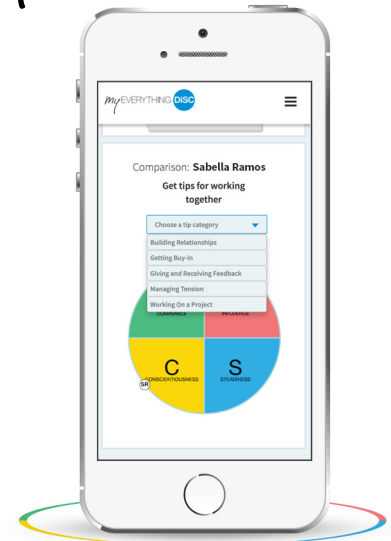 MyEVERYTHING DiSC
Comparison: Sabella Ramos
Get tips for working
together
Choose a tip category
Building Relationships
Getting Buy-In
Giving and Receiving Feedback
Managing Tension
Working On a Project
DOMINANCE
INFLUENCE
C
CONSCIENTIOUSNESS
S
STEADINESS
SR